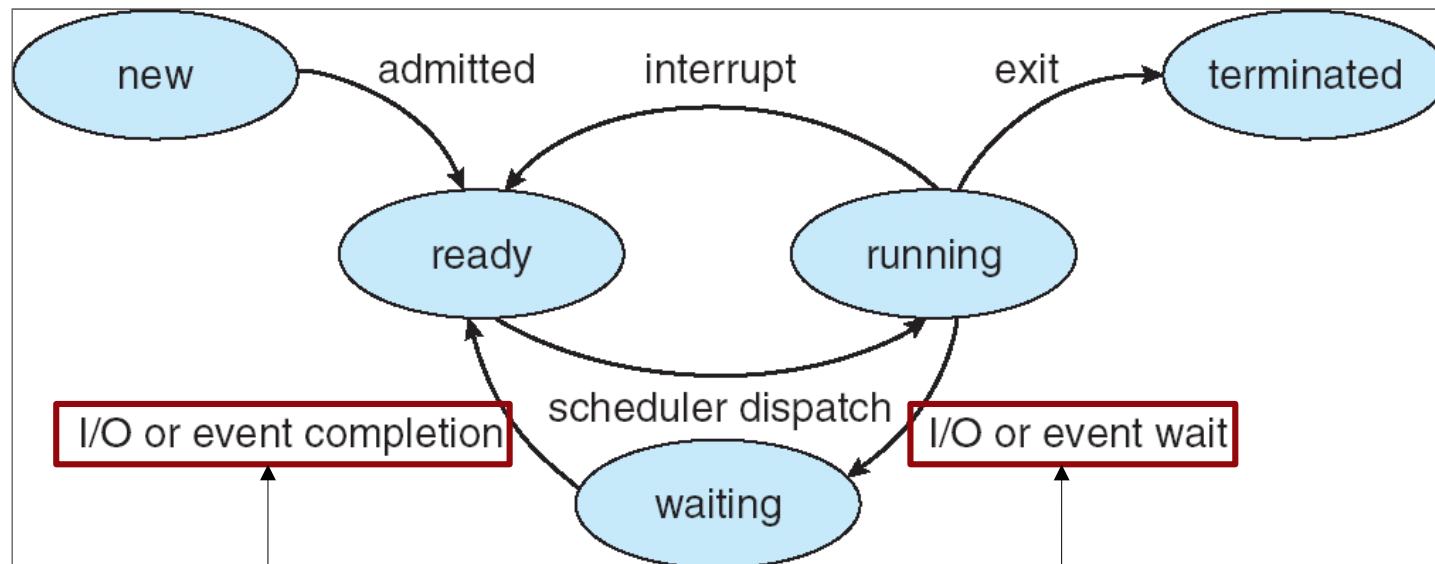 new
admitted
interrupt
exit
terminated
ready
running
scheduler dispatch
I/O or event completion
I/O or event wait
waiting